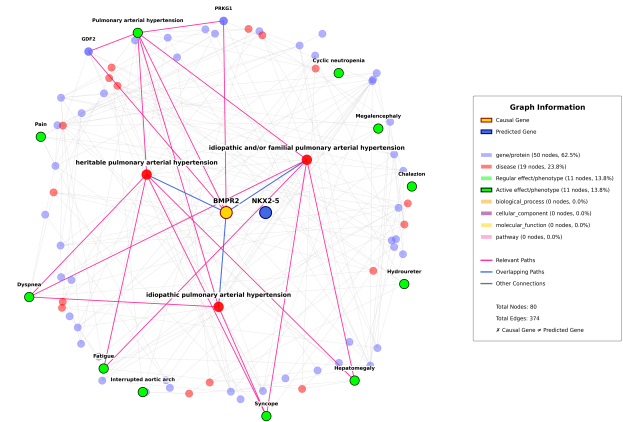 PRKG1
Pulmonary arterial hypertension
GDF2
Cyclic neutropenia
Megalencephaly
Pain
idiopathic and/or familial pulmonary arterial hypertension
heritable pulmonary arterial hypertension
Chalazion
BMPR2
NKX2-5
Hydroureter
Dyspnea
idiopathic pulmonary arterial hypertension
Fatigue
Hepatomegaly
Interrupted aortic arch
Syncope
Graph Information
Causal Gene
Predicted Gene
gene/protein (50 nodes, 62.5%)
disease (19 nodes, 23.8%)
Regular effect/phenotype (11 nodes, 13.8%)
Active effect/phenotype (11 nodes, 13.8%)
biological_process (0 nodes, 0.0%)
cellular_component (0 nodes, 0.0%)
molecular_function (0 nodes, 0.0%)
pathway (0 nodes, 0.0%)
Relevant Paths
Overlapping Paths
Other Connections
Total Nodes: 80
Total Edges: 374
✗ Causal Gene ≠ Predicted Gene